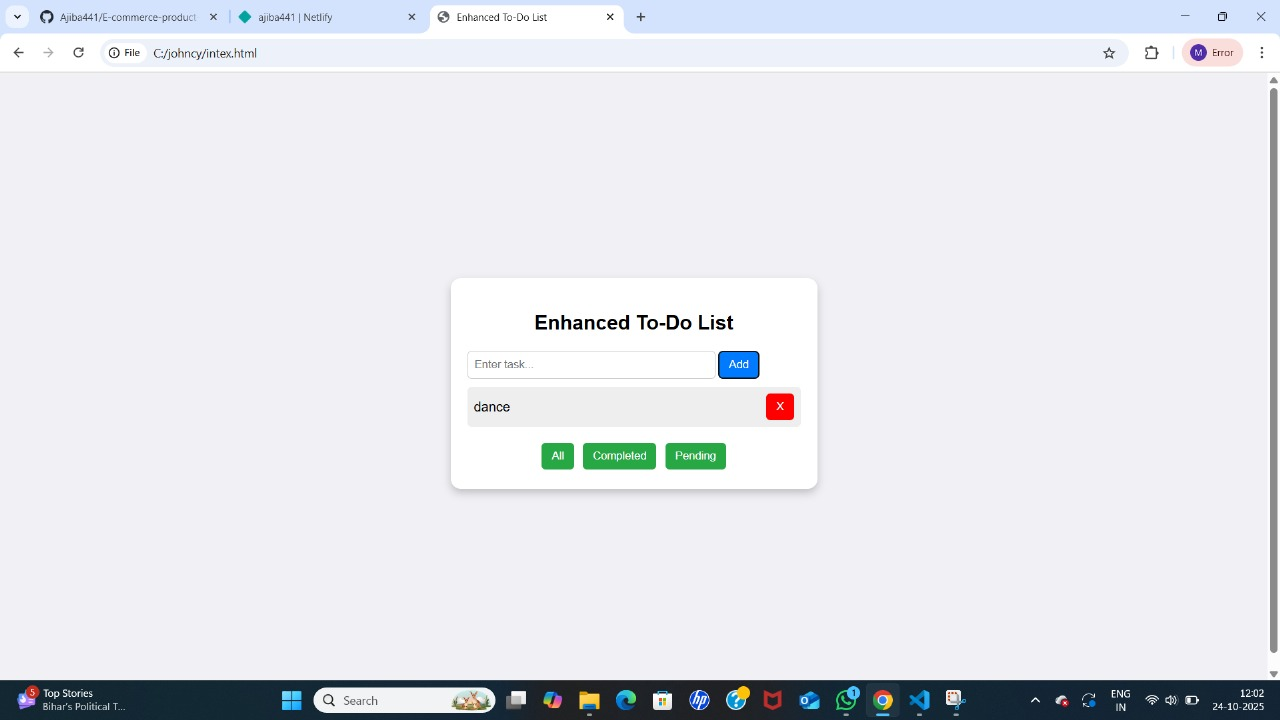 Ajiba441/E-commerce-product
ajiba441 | Netlify
Enhanced To-Do List
File
C:/johncy/intex.html
M
Error
Enhanced To-Do List
Enter task...
Add
dance
X
All
Completed
Pending
5
Top Stories
Bihar's Political T...
Search
hp
1
ENG
IN
12:02
24-10-2025